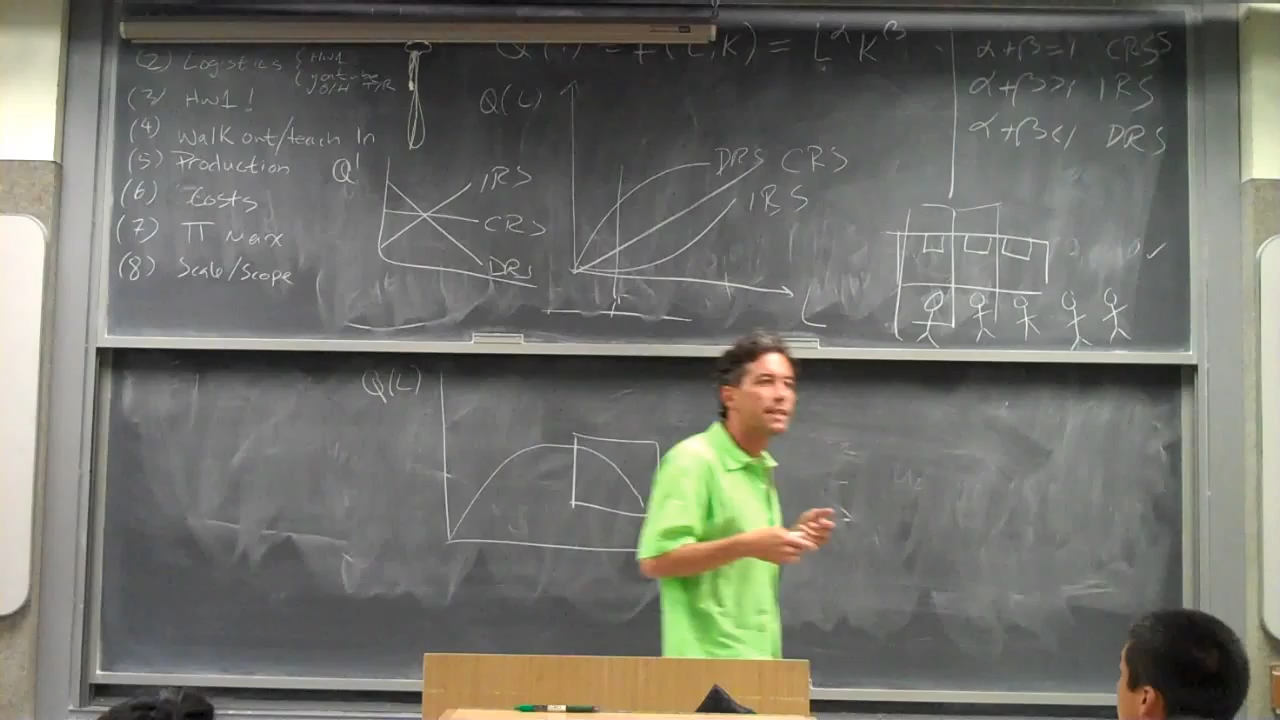 (2) Logistics { HW1
(3) HW1!
(4) Walk out/teach In
(5) Production
(6) Costs
(7) Π Max
(8) Scale/Scope
Q'
IRS
CRS
DRS
= f(L,K) = L^α K^β
Q(L)
DRS CRS
IRS
L
α+β=1 CRS
α+β>1 IRS
α+β<1 DRS
Q(L)